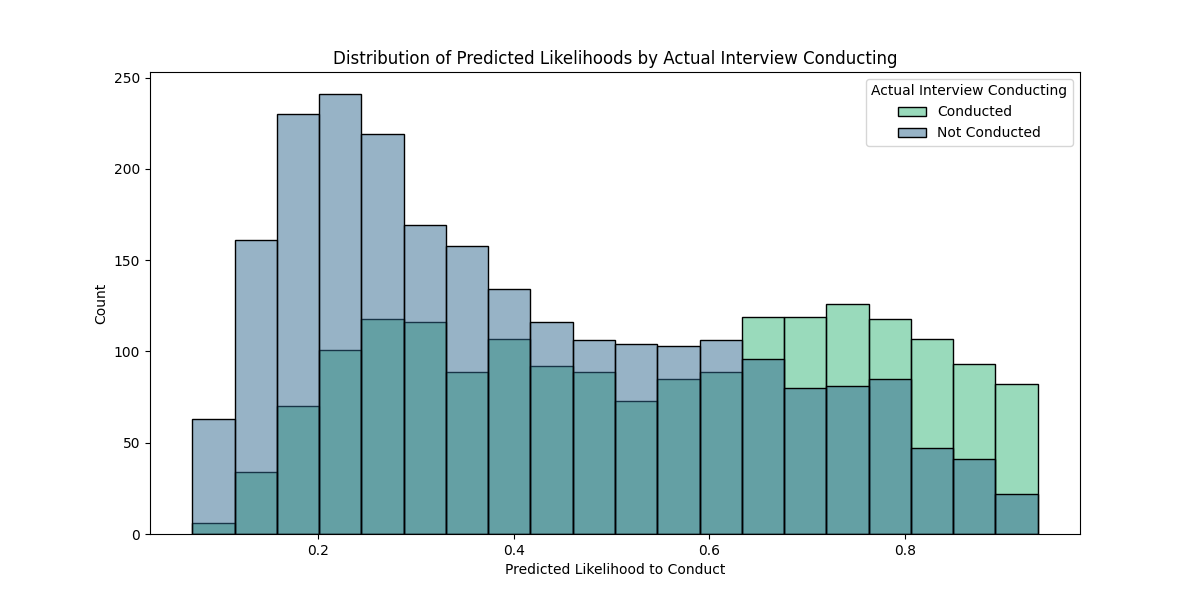 Distribution of Predicted Likelihoods by Actual Interview Conducting
Actual Interview Conducting
Conducted
Not Conducted
250
200
150
100
50
0
Count
0.2 0.4 0.6 0.8
Predicted Likelihood to Conduct